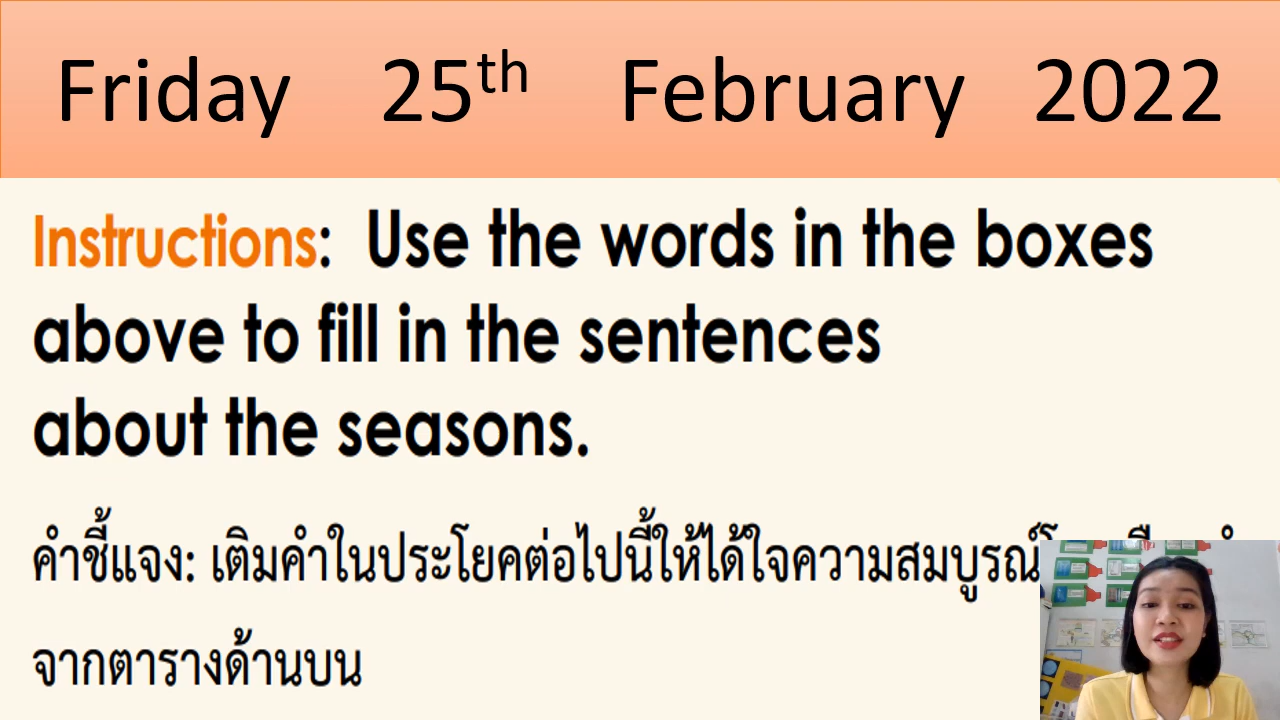 Friday 25th February 2022
Instructions: Use the words in the boxes
above to fill in the sentences
about the seasons.
คำชี้แจง: เติมคำในประโยคต่อไปนี้ให้ได้ใจความสมบูรณ์
จากตารางด้านบน